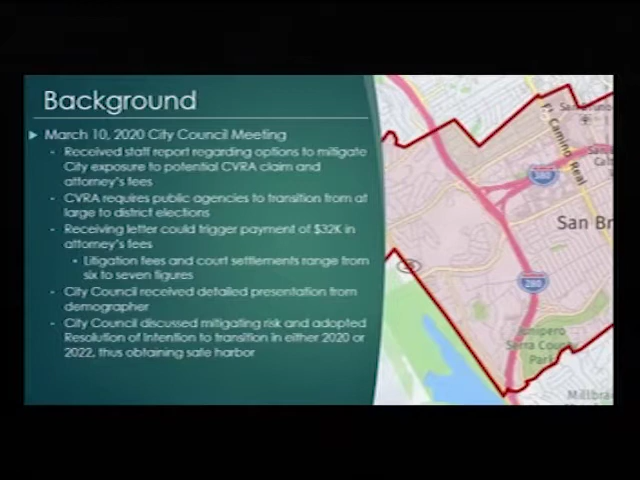 Background
March 10, 2020 City Council Meeting
Received staff report regarding options to mitigate
City exposure to potential CVRA claim and
attorney's fees
CVRA requires public agencies to transition from at
large to district elections
Receiving letter could trigger payment of $32K in
attorney's fees
Litigation fees and court settlements range from
six to seven figures
City Council received detailed presentation from
demographer
City Council discussed mitigating risk and adopted
Resolution of Intention to transition in either 2020 or
2022, thus obtaining safe harbor
El Camino Real
San
380
San Br
280
Junipero
Serra County
Park
Millbrae